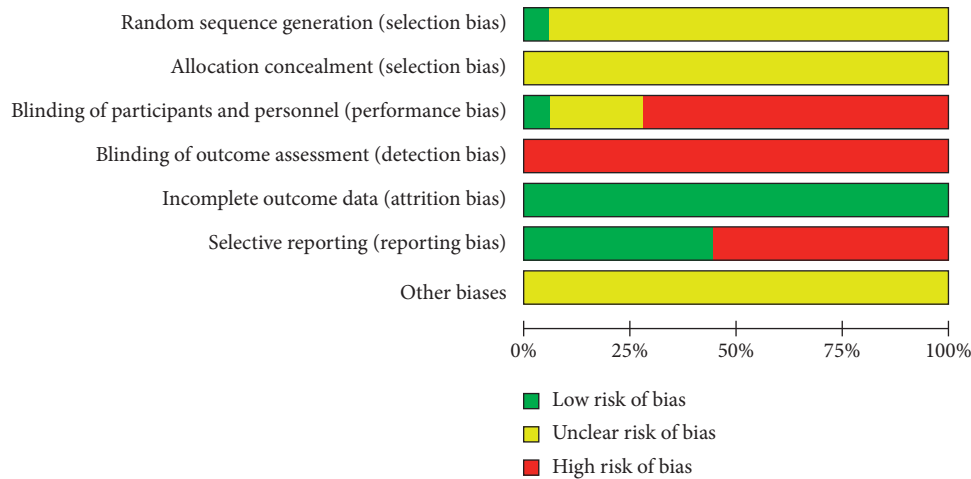 Random sequence generation (selection bias)
Allocation concealment (selection bias)
Blinding of participants and personnel (performance bias)
Blinding of outcome assessment (detection bias)
Incomplete outcome data (attrition bias)
Selective reporting (reporting bias)
Other biases
0% 25% 50% 75% 100%
Low risk of bias
Unclear risk of bias
High risk of bias